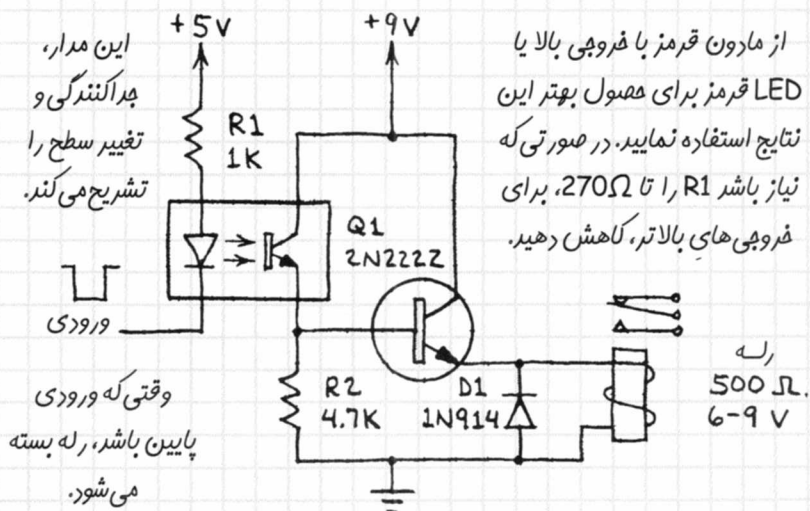 +5V
+9V
این مدار،
جداکنندگی و
تغییر سطح را
تشریح می‌کند.
از مادون قرمز با خروجی بالا یا
LED قرمز برای حصول بهتر این
نتایج استفاده نمایید. در صورتی‌که
نیاز باشد R1 را تا 270Ω، برای
خروجی‌هایِ بالاتر، کاهش دهید.
R1
1K
Q1
2N2222
ورودی
R2
4.7K
D1
1N914
رله
500 Ω.
6-9 V
وقتی‌که ورودی
پایین باشد، رله بسته
می‌شود.